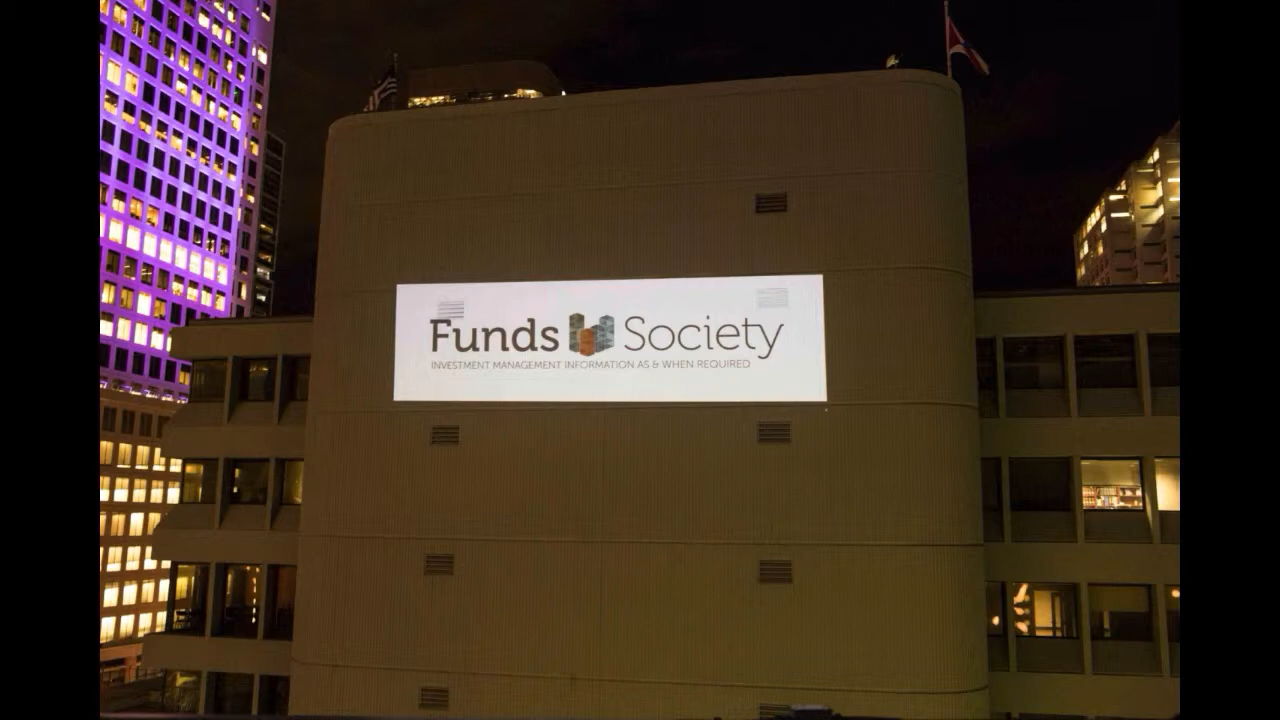 Funds Society
INVESTMENT MANAGEMENT INFORMATION AS & WHEN REQUIRED